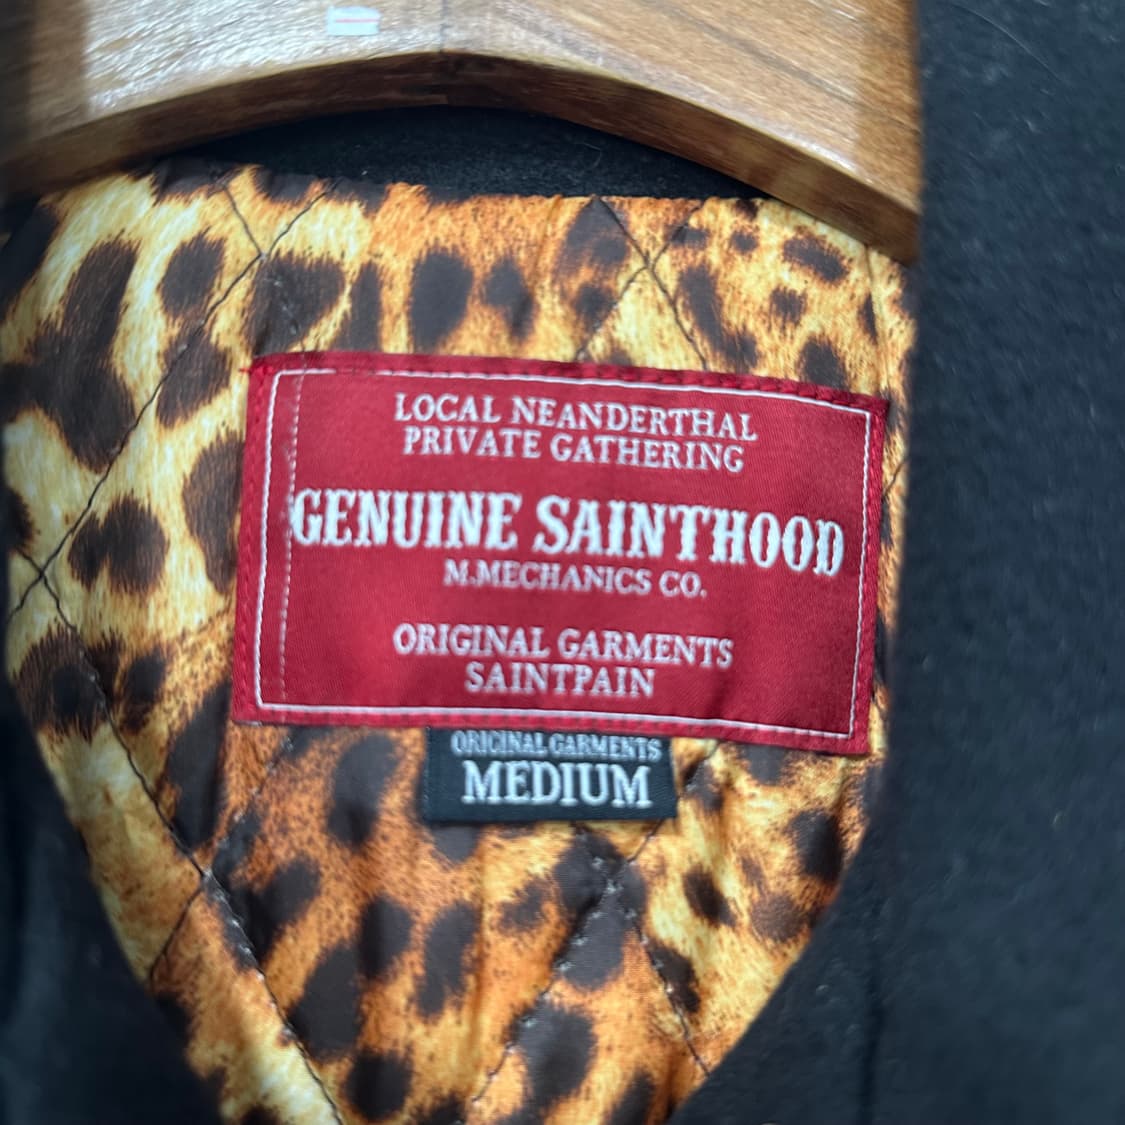 LOCAL NEANDERTHAL
PRIVATE GATHERING
GENUINE SAINTHOOD
M.MECHANICS CO.
ORIGINAL GARMENTS
SAINTPAIN
ORIGINAL GARMENTS
MEDIUM